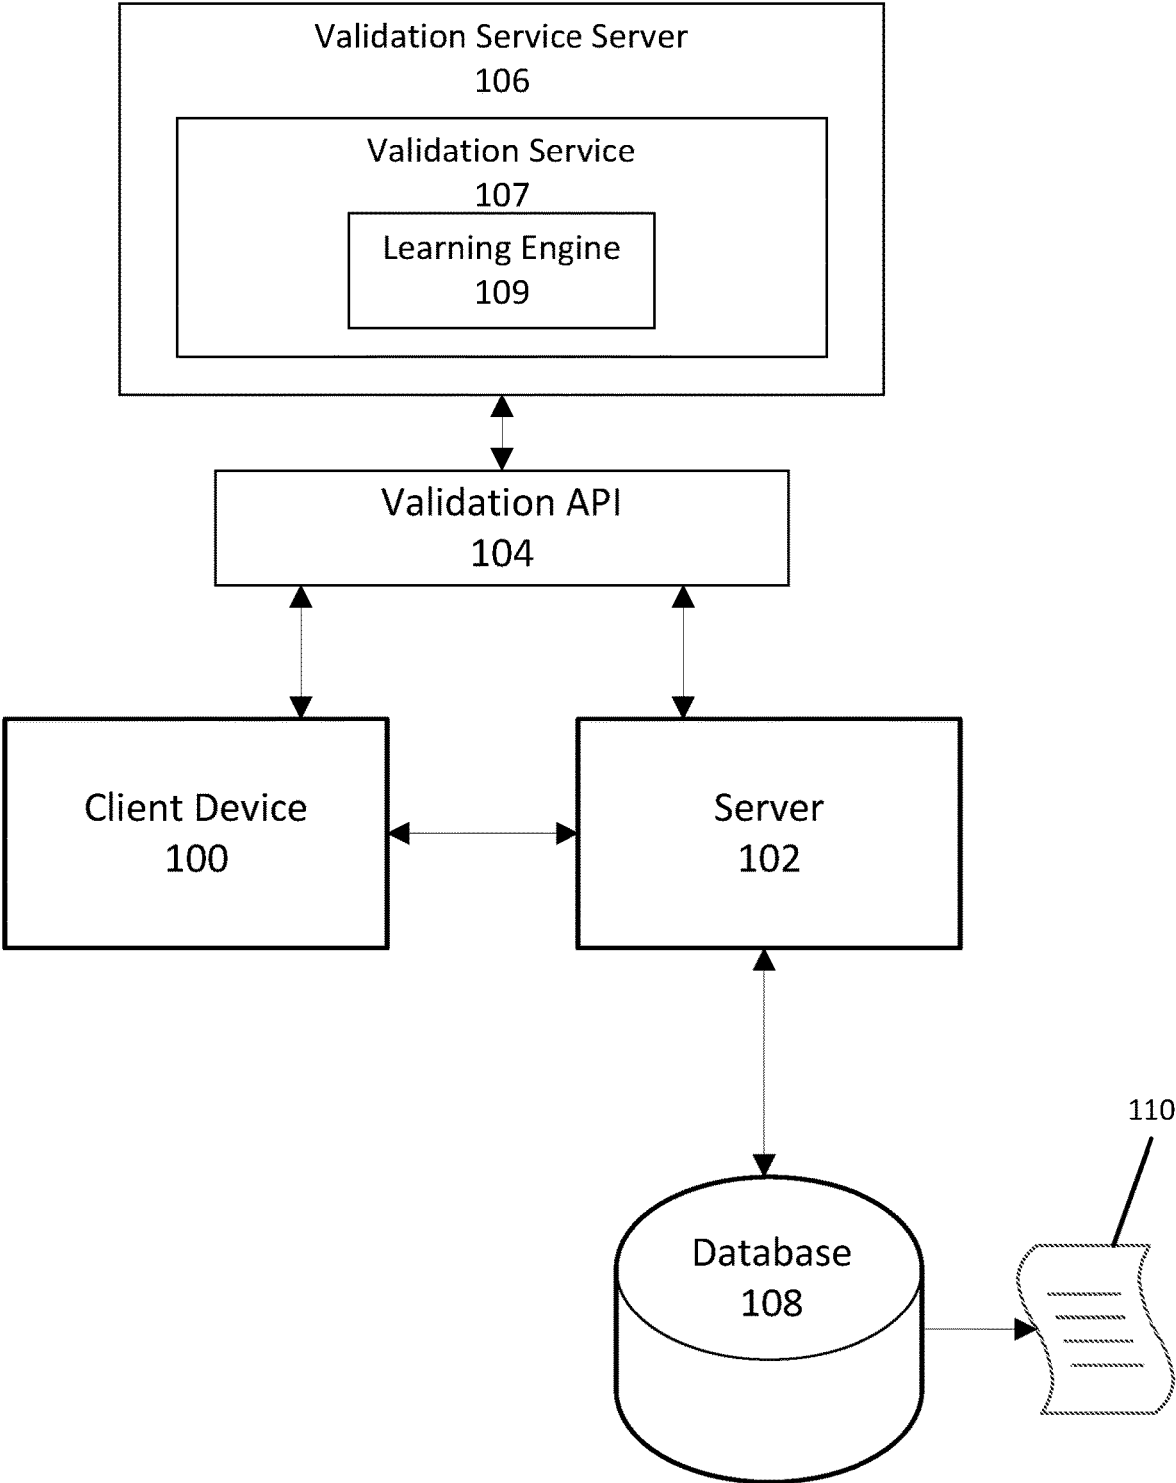 Validation Service Server
106
Validation Service
107
Learning Engine
109
Validation API
104
Client Device
100
Server
102
110
Database
108